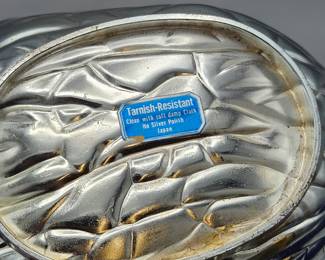 Tarnish-Resistant
Clean with soft damp Cloth
No Silver Polish
Japan